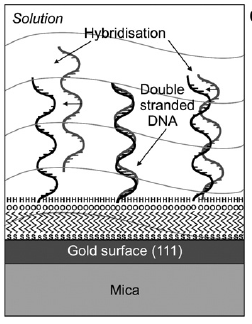 Solution
Hybridisation
Double
stranded
DNA
Gold surface (111)
Mica